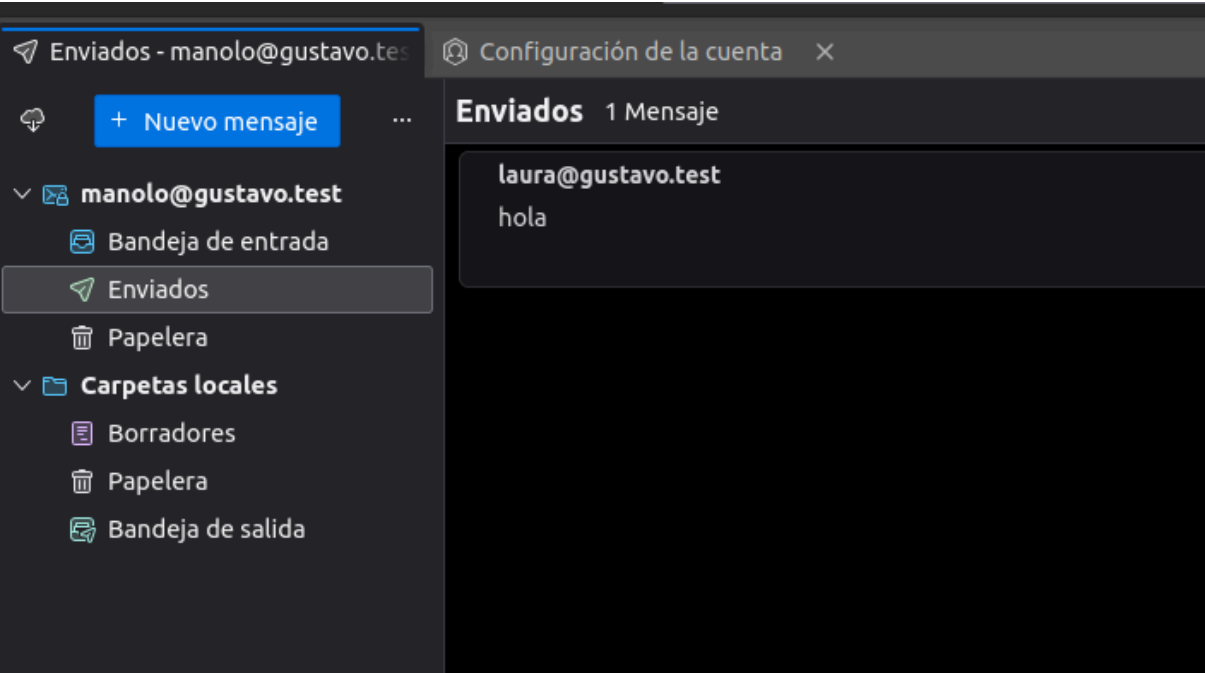 Enviados - manolo@gustavo.tes
Configuración de la cuenta
+ Nuevo mensaje
...
Enviados 1 Mensaje
manolo@gustavo.test
Bandeja de entrada
Enviados
Papelera
Carpetas locales
Borradores
Papelera
Bandeja de salida
laura@gustavo.test
hola